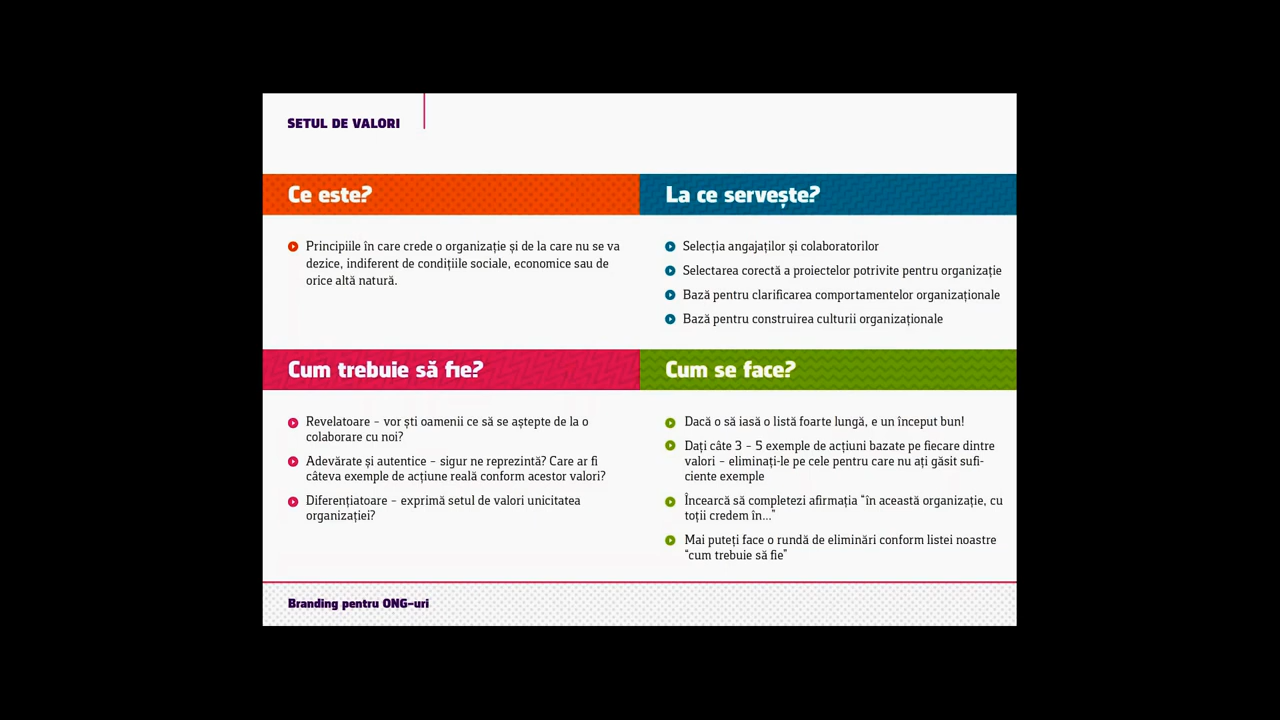 SETUL DE VALORI
Ce este?
Principiile în care crede o organizație și de la care nu se va
dezice, indiferent de condițiile sociale, economice sau de
orice altă natură.
La ce servește?
Selecția angajaților și colaboratorilor
Selectarea corectă a proiectelor potrivite pentru organizație
Bază pentru clarificarea comportamentelor organizaționale
Bază pentru construirea culturii organizaționale
Cum trebuie să fie?
Revelatoare – vor ști oamenii ce să se aștepte de la o
colaborare cu noi?
Adevărate și autentice – sigur ne reprezintă? Care ar fi
câteva exemple de acțiune reală conform acestor valori?
Diferențiatoare – exprimă setul de valori unicitatea
organizației?
Cum se face?
Dacă o să iasă o listă foarte lungă, e un început bun!
Dați câte 3 – 5 exemple de acțiuni bazate pe fiecare dintre
valori – eliminați-le pe cele pentru care nu ați găsit sufi-
ciente exemple
Încearcă să completezi afirmația “în această organizație, cu
toții credem în...”
Mai puteți face o rundă de eliminări conform listei noastre
“cum trebuie să fie”
Branding pentru ONG-uri